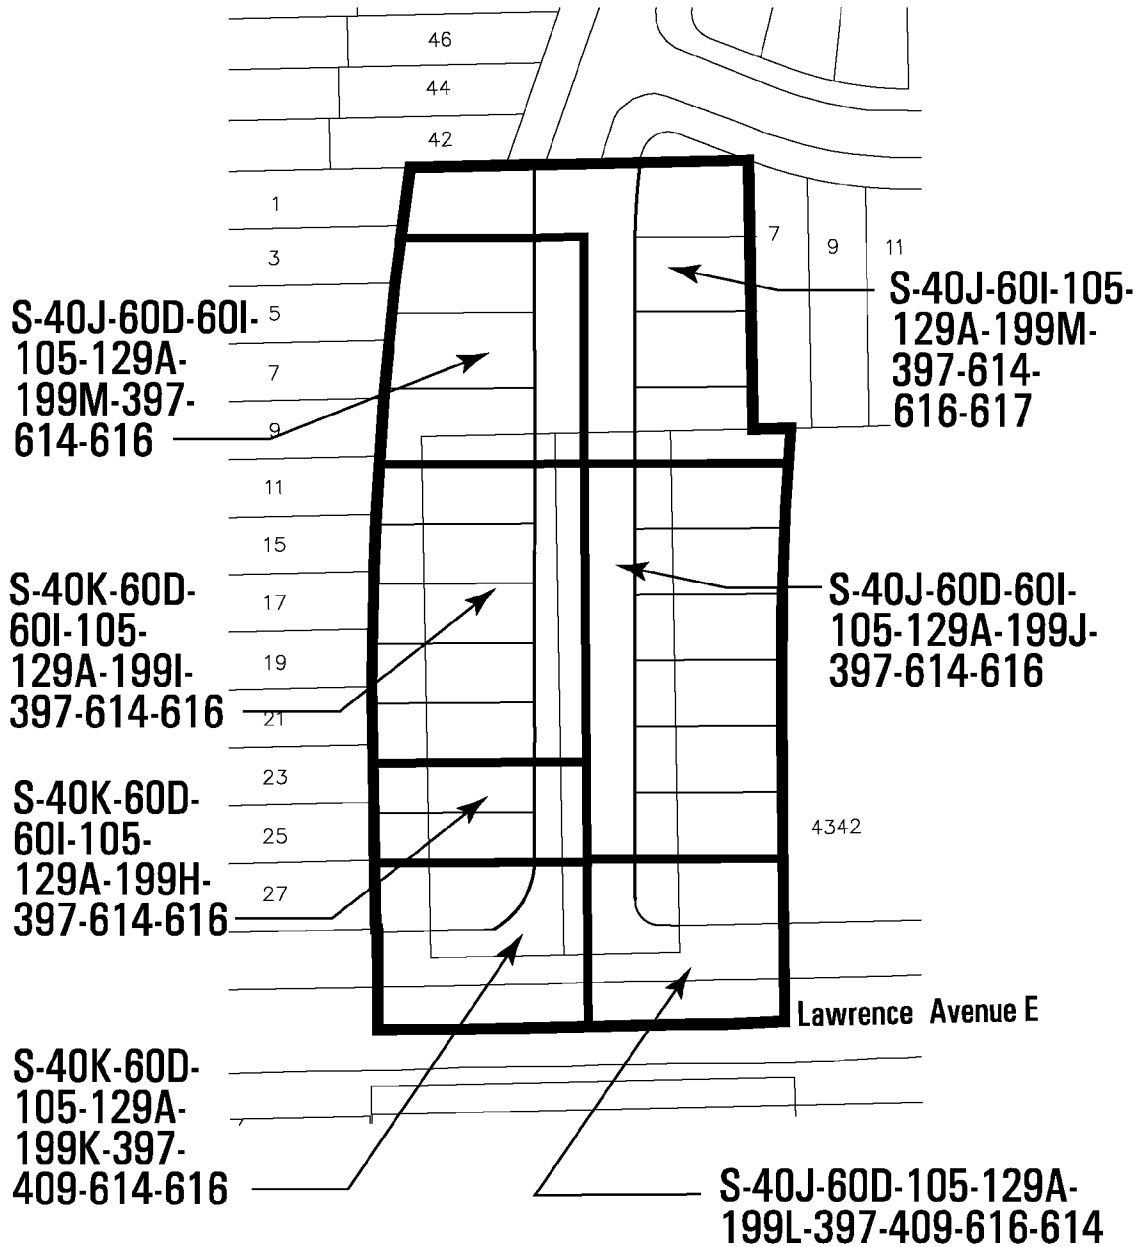 46
44
42
1
3
5
7
9
11
15
17
19
21
23
25
27
7
9
11
4342
S-40J-60D-60I-
105-129A-
199M-397-
614-616
S-40J-60I-105-
129A-199M-
397-614-
616-617
S-40K-60D-
60I-105-
129A-199I-
397-614-616
S-40J-60D-60I-
105-129A-199J-
397-614-616
S-40K-60D-
60I-105-
129A-199H-
397-614-616
Lawrence Avenue E
S-40K-60D-
105-129A-
199K-397-
409-614-616
S-40J-60D-105-129A-
199L-397-409-616-614